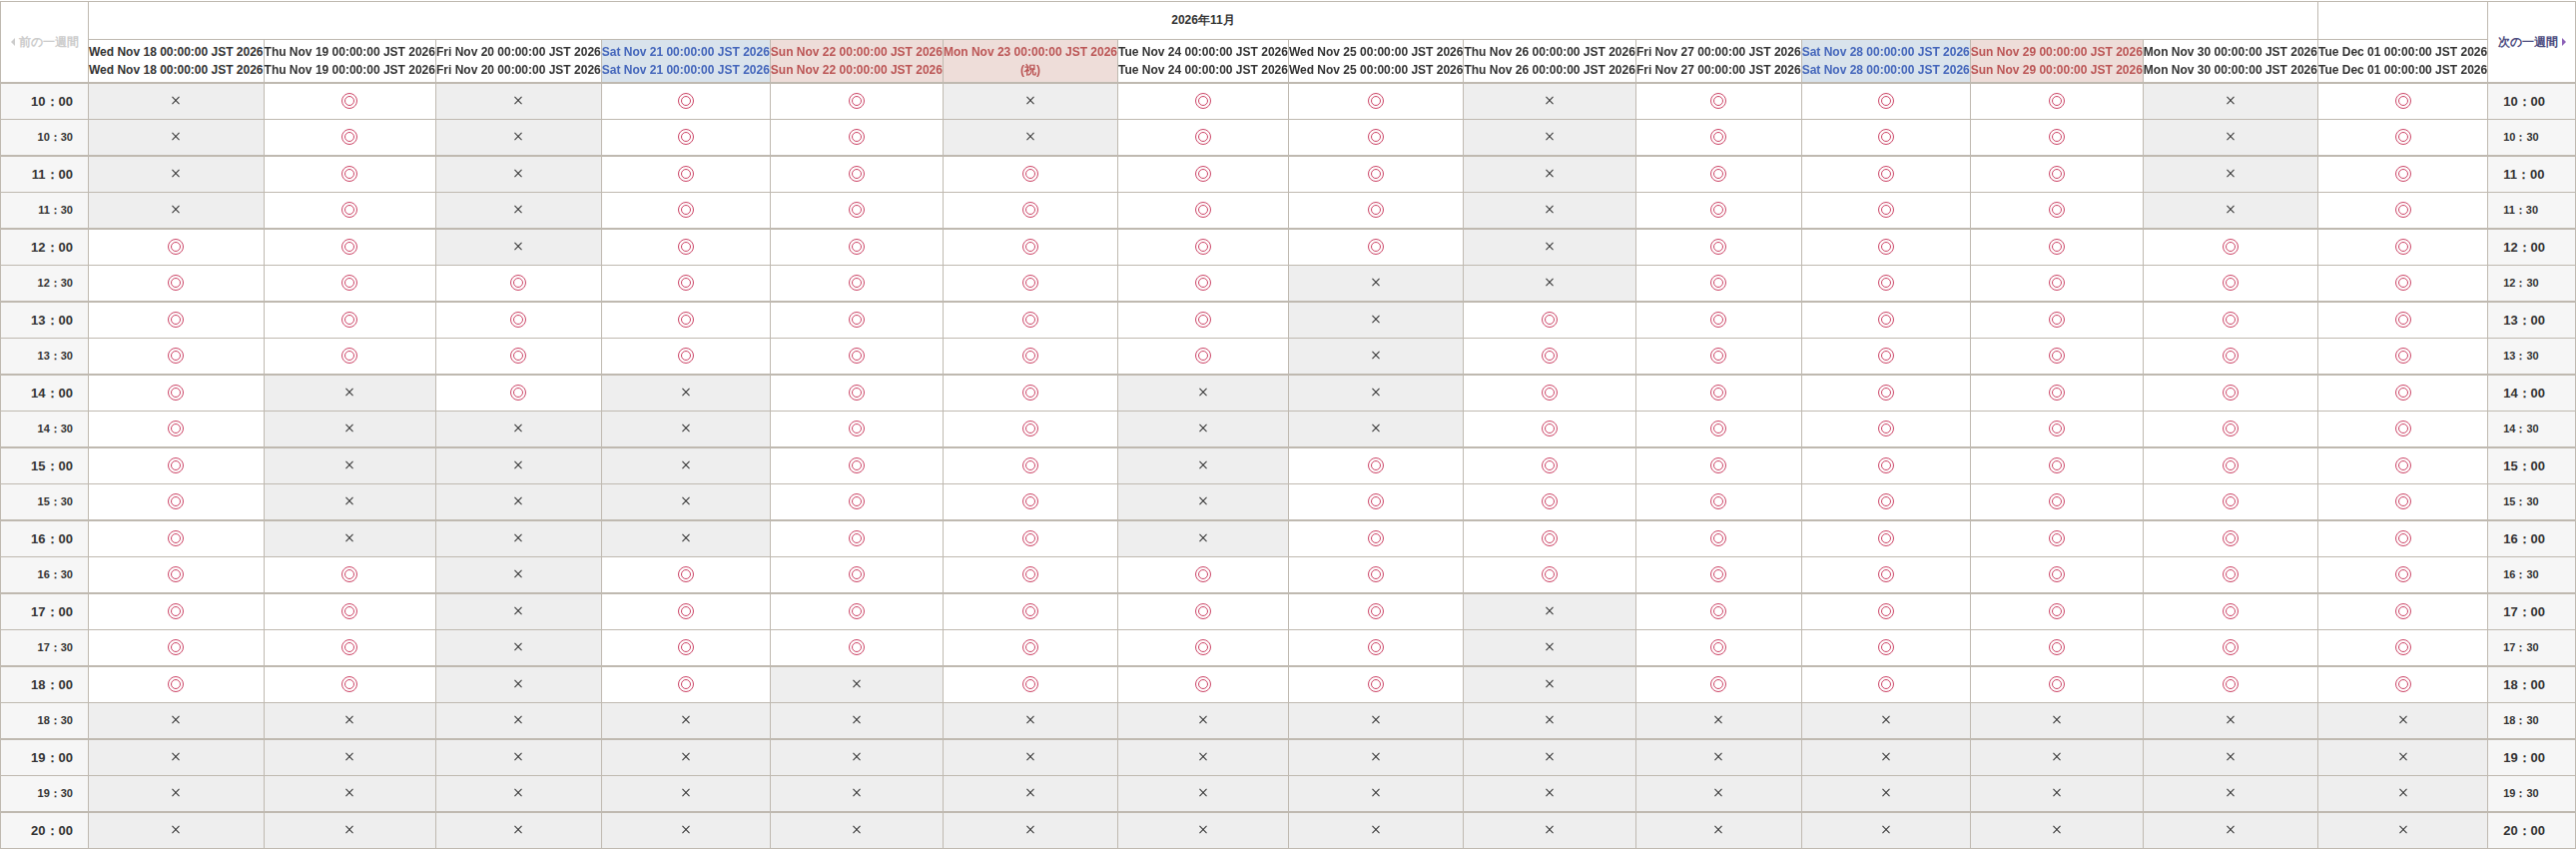 2026年11月
前の一週間
次の一週間
Wed Nov 18 00:00:00 JST 2026 Thu Nov 19 00:00:00 JST 2026 Fri Nov 20 00:00:00 JST 2026 Sat Nov 21 00:00:00 JST 2026 Sun Nov 22 00:00:00 JST 2026 Mon Nov 23 00:00:00 JST 2026 Tue Nov 24 00:00:00 JST 2026 Wed Nov 25 00:00:00 JST 2026 Thu Nov 26 00:00:00 JST 2026 Fri Nov 27 00:00:00 JST 2026 Sat Nov 28 00:00:00 JST 2026 Sun Nov 29 00:00:00 JST 2026 Mon Nov 30 00:00:00 JST 2026 Tue Dec 01 00:00:00 JST 2026
Wed Nov 18 00:00:00 JST 2026 Thu Nov 19 00:00:00 JST 2026 Fri Nov 20 00:00:00 JST 2026 Sat Nov 21 00:00:00 JST 2026 Sun Nov 22 00:00:00 JST 2026 (祝) Tue Nov 24 00:00:00 JST 2026 Wed Nov 25 00:00:00 JST 2026 Thu Nov 26 00:00:00 JST 2026 Fri Nov 27 00:00:00 JST 2026 Sat Nov 28 00:00:00 JST 2026 Sun Nov 29 00:00:00 JST 2026 Mon Nov 30 00:00:00 JST 2026 Tue Dec 01 00:00:00 JST 2026
10：00 × ◎ × ◎ ◎ × ◎ ◎ × ◎ ◎ ◎ × ◎ 10：00
10：30 × ◎ × ◎ ◎ × ◎ ◎ × ◎ ◎ ◎ × ◎ 10：30
11：00 × ◎ × ◎ ◎ ◎ ◎ ◎ × ◎ ◎ ◎ × ◎ 11：00
11：30 × ◎ × ◎ ◎ ◎ ◎ ◎ × ◎ ◎ ◎ × ◎ 11：30
12：00 ◎ ◎ × ◎ ◎ ◎ ◎ ◎ × ◎ ◎ ◎ ◎ ◎ 12：00
12：30 ◎ ◎ ◎ ◎ ◎ ◎ ◎ × × ◎ ◎ ◎ ◎ ◎ 12：30
13：00 ◎ ◎ ◎ ◎ ◎ ◎ ◎ × ◎ ◎ ◎ ◎ ◎ ◎ 13：00
13：30 ◎ ◎ ◎ ◎ ◎ ◎ ◎ × ◎ ◎ ◎ ◎ ◎ ◎ 13：30
14：00 ◎ × ◎ × ◎ ◎ × × ◎ ◎ ◎ ◎ ◎ ◎ 14：00
14：30 ◎ × × × ◎ ◎ × × ◎ ◎ ◎ ◎ ◎ ◎ 14：30
15：00 ◎ × × × ◎ ◎ × ◎ ◎ ◎ ◎ ◎ ◎ ◎ 15：00
15：30 ◎ × × × ◎ ◎ × ◎ ◎ ◎ ◎ ◎ ◎ ◎ 15：30
16：00 ◎ × × × ◎ ◎ × ◎ ◎ ◎ ◎ ◎ ◎ ◎ 16：00
16：30 ◎ ◎ × ◎ ◎ ◎ ◎ ◎ ◎ ◎ ◎ ◎ ◎ ◎ 16：30
17：00 ◎ ◎ × ◎ ◎ ◎ ◎ ◎ × ◎ ◎ ◎ ◎ ◎ 17：00
17：30 ◎ ◎ × ◎ ◎ ◎ ◎ ◎ × ◎ ◎ ◎ ◎ ◎ 17：30
18：00 ◎ ◎ × ◎ × ◎ ◎ ◎ × ◎ ◎ ◎ ◎ ◎ 18：00
18：30 × × × × × × × × × × × × × × 18：30
19：00 × × × × × × × × × × × × × × 19：00
19：30 × × × × × × × × × × × × × × 19：30
20：00 × × × × × × × × × × × × × × 20：00